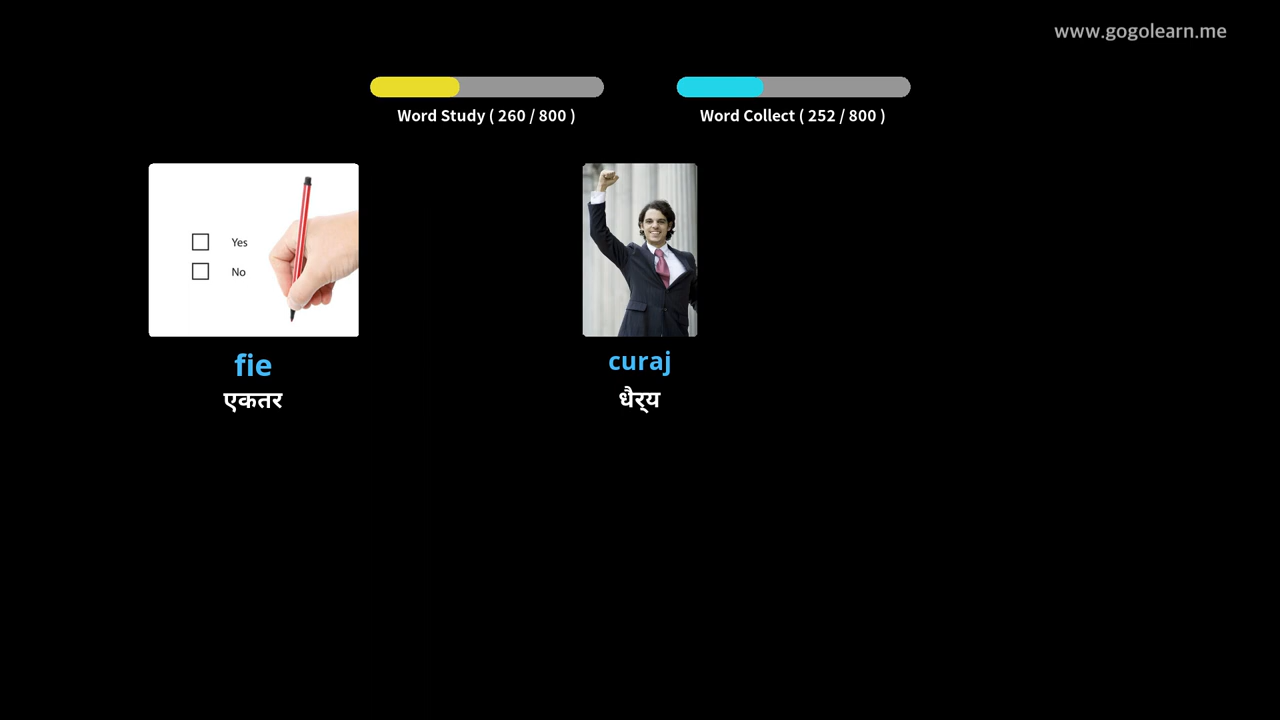 www.gogolearn.me
Word Study ( 260 / 800 )
Word Collect ( 252 / 800 )
Yes
No
fie
एकतर
curaj
धैर्‍य